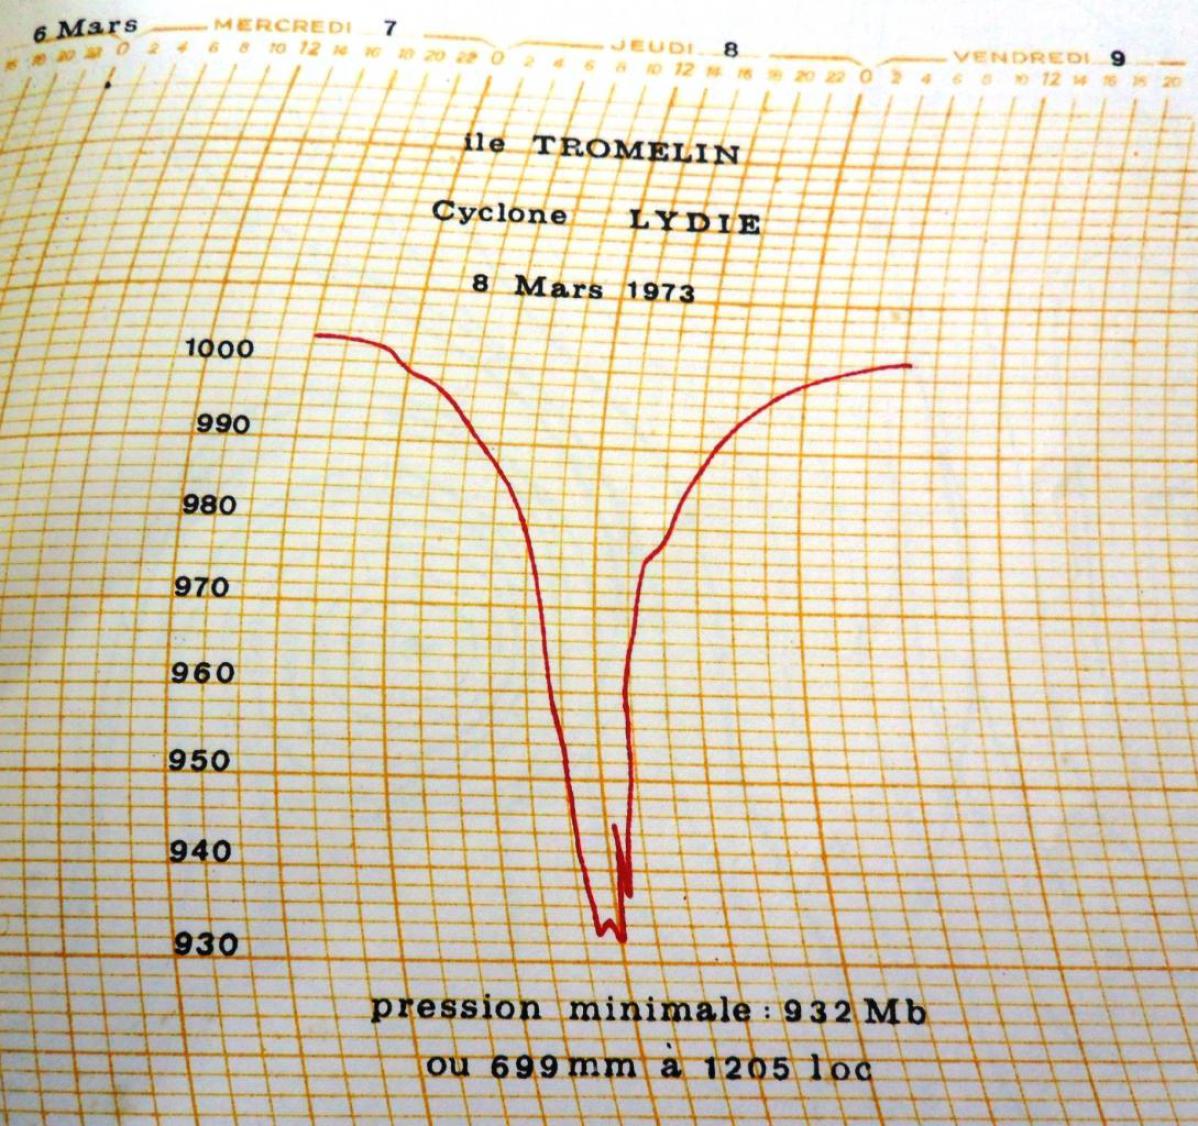 6 Mars MERCREDI 7 JEUDI 8 VENDREDI 9
18 20 22 0 2 4 6 8 10 12 14 16 18 20 22 0 2 4 6 8 10 12 14 16 18 20 22 0 2 4 6 8 10 12 14 16 18 20
ile TROMELIN
Cyclone LYDIE
8 Mars 1973
1000
990
980
970
960
950
940
930
pression minimale : 932 Mb
ou 699 mm à 1205 loc